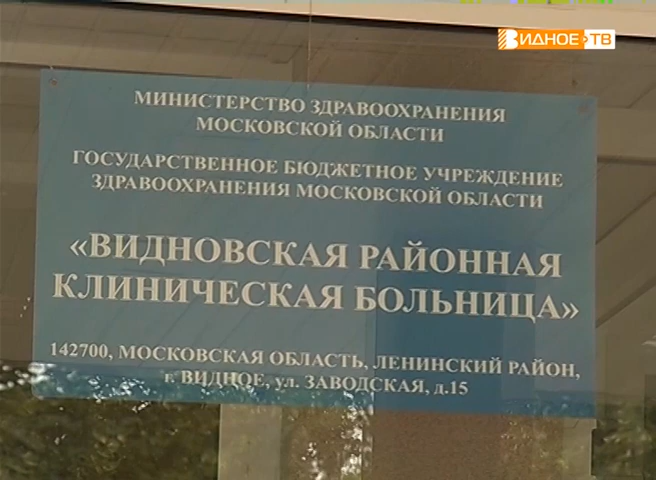 ВИДНОЕ ТВ
МИНИСТЕРСТВО ЗДРАВООХРАНЕНИЯ
МОСКОВСКОЙ ОБЛАСТИ
ГОСУДАРСТВЕННОЕ БЮДЖЕТНОЕ УЧРЕЖДЕНИЕ
ЗДРАВООХРАНЕНИЯ МОСКОВСКОЙ ОБЛАСТИ
«ВИДНОВСКАЯ РАЙОННАЯ
КЛИНИЧЕСКАЯ БОЛЬНИЦА»
142700, МОСКОВСКАЯ ОБЛАСТЬ, ЛЕНИНСКИЙ РАЙОН,
г. ВИДНОЕ, ул. ЗАВОДСКАЯ, д.15